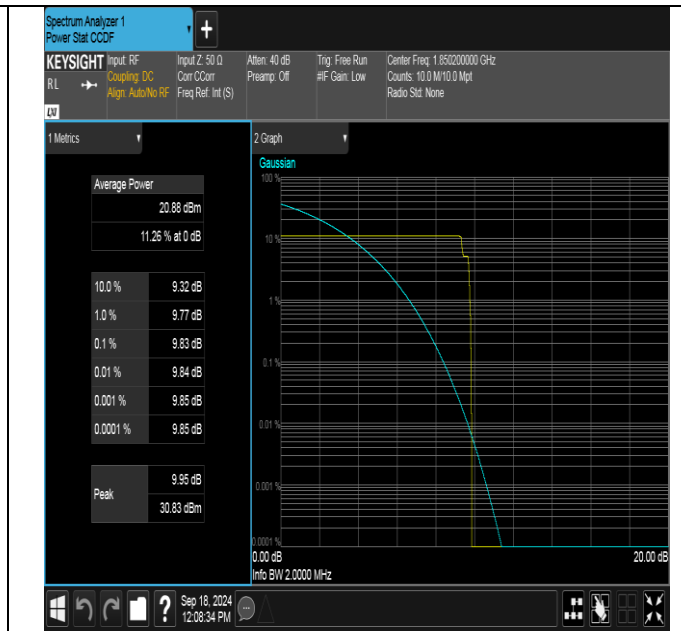 Spectrum Analyzer 1
Power Stat CCDF
+
KEYSIGHT
RL
LXI
Input: RF
Coupling: DC
Align: Auto/No RF
Input Z: 50 Ω
Corr CCorr
Freq Ref: Int (S)
Atten: 40 dB
Preamp: Off
Trig: Free Run
#IF Gain: Low
Center Freq: 1.850200000 GHz
Counts: 10.0 M/10.0 Mpt
Radio Std: None
1 Metrics
Average Power
20.88 dBm
11.26 % at 0 dB
10.0 % 9.32 dB
1.0 % 9.77 dB
0.1 % 9.83 dB
0.01 % 9.84 dB
0.001 % 9.85 dB
0.0001 % 9.85 dB
Peak
9.95 dB
30.83 dBm
2 Graph
Gaussian
100 %
10 %
1 %
0.1 %
0.01 %
0.001 %
0.0001 %
0.00 dB 20.00 dB
Info BW 2.0000 MHz
?
Sep 18, 2024
12:08:34 PM